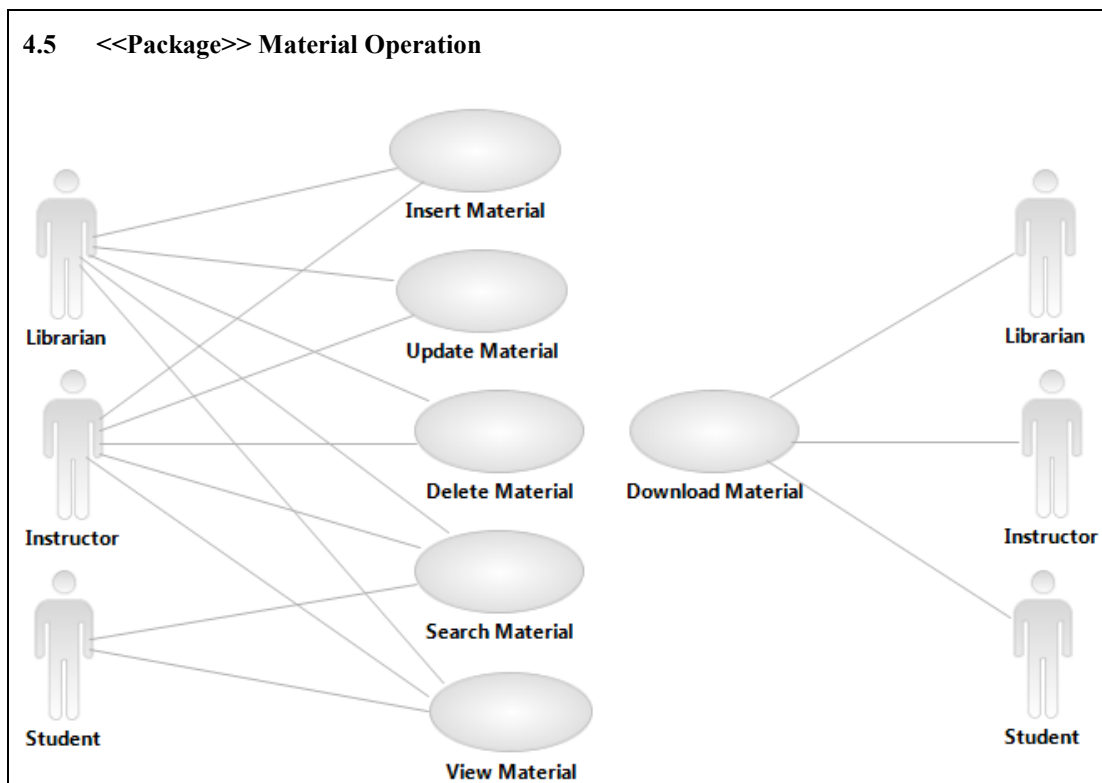 4.5 <<Package>> Material Operation
Insert Material
Librarian
Librarian
Update Material
Delete Material
Download Material
Instructor
Instructor
Search Material
Student
Student
View Material